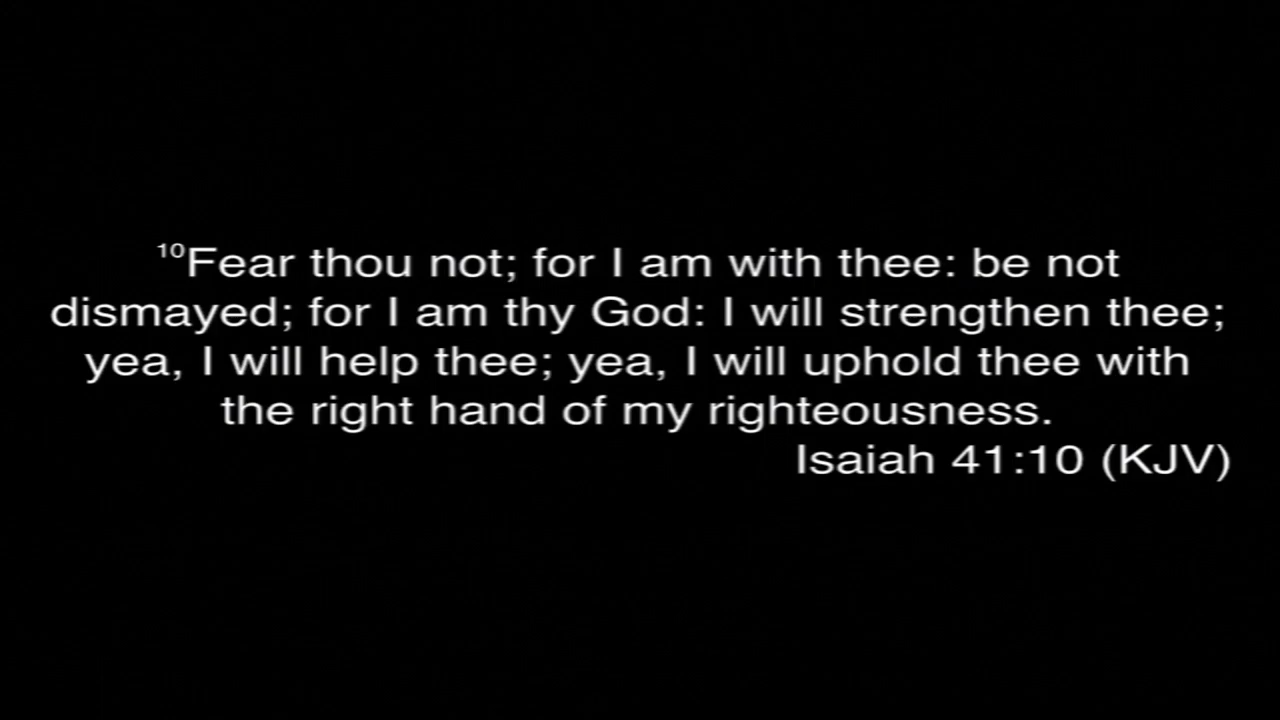 ¹⁰Fear thou not; for I am with thee: be not
dismayed; for I am thy God: I will strengthen thee;
yea, I will help thee; yea, I will uphold thee with
the right hand of my righteousness.
Isaiah 41:10 (KJV)